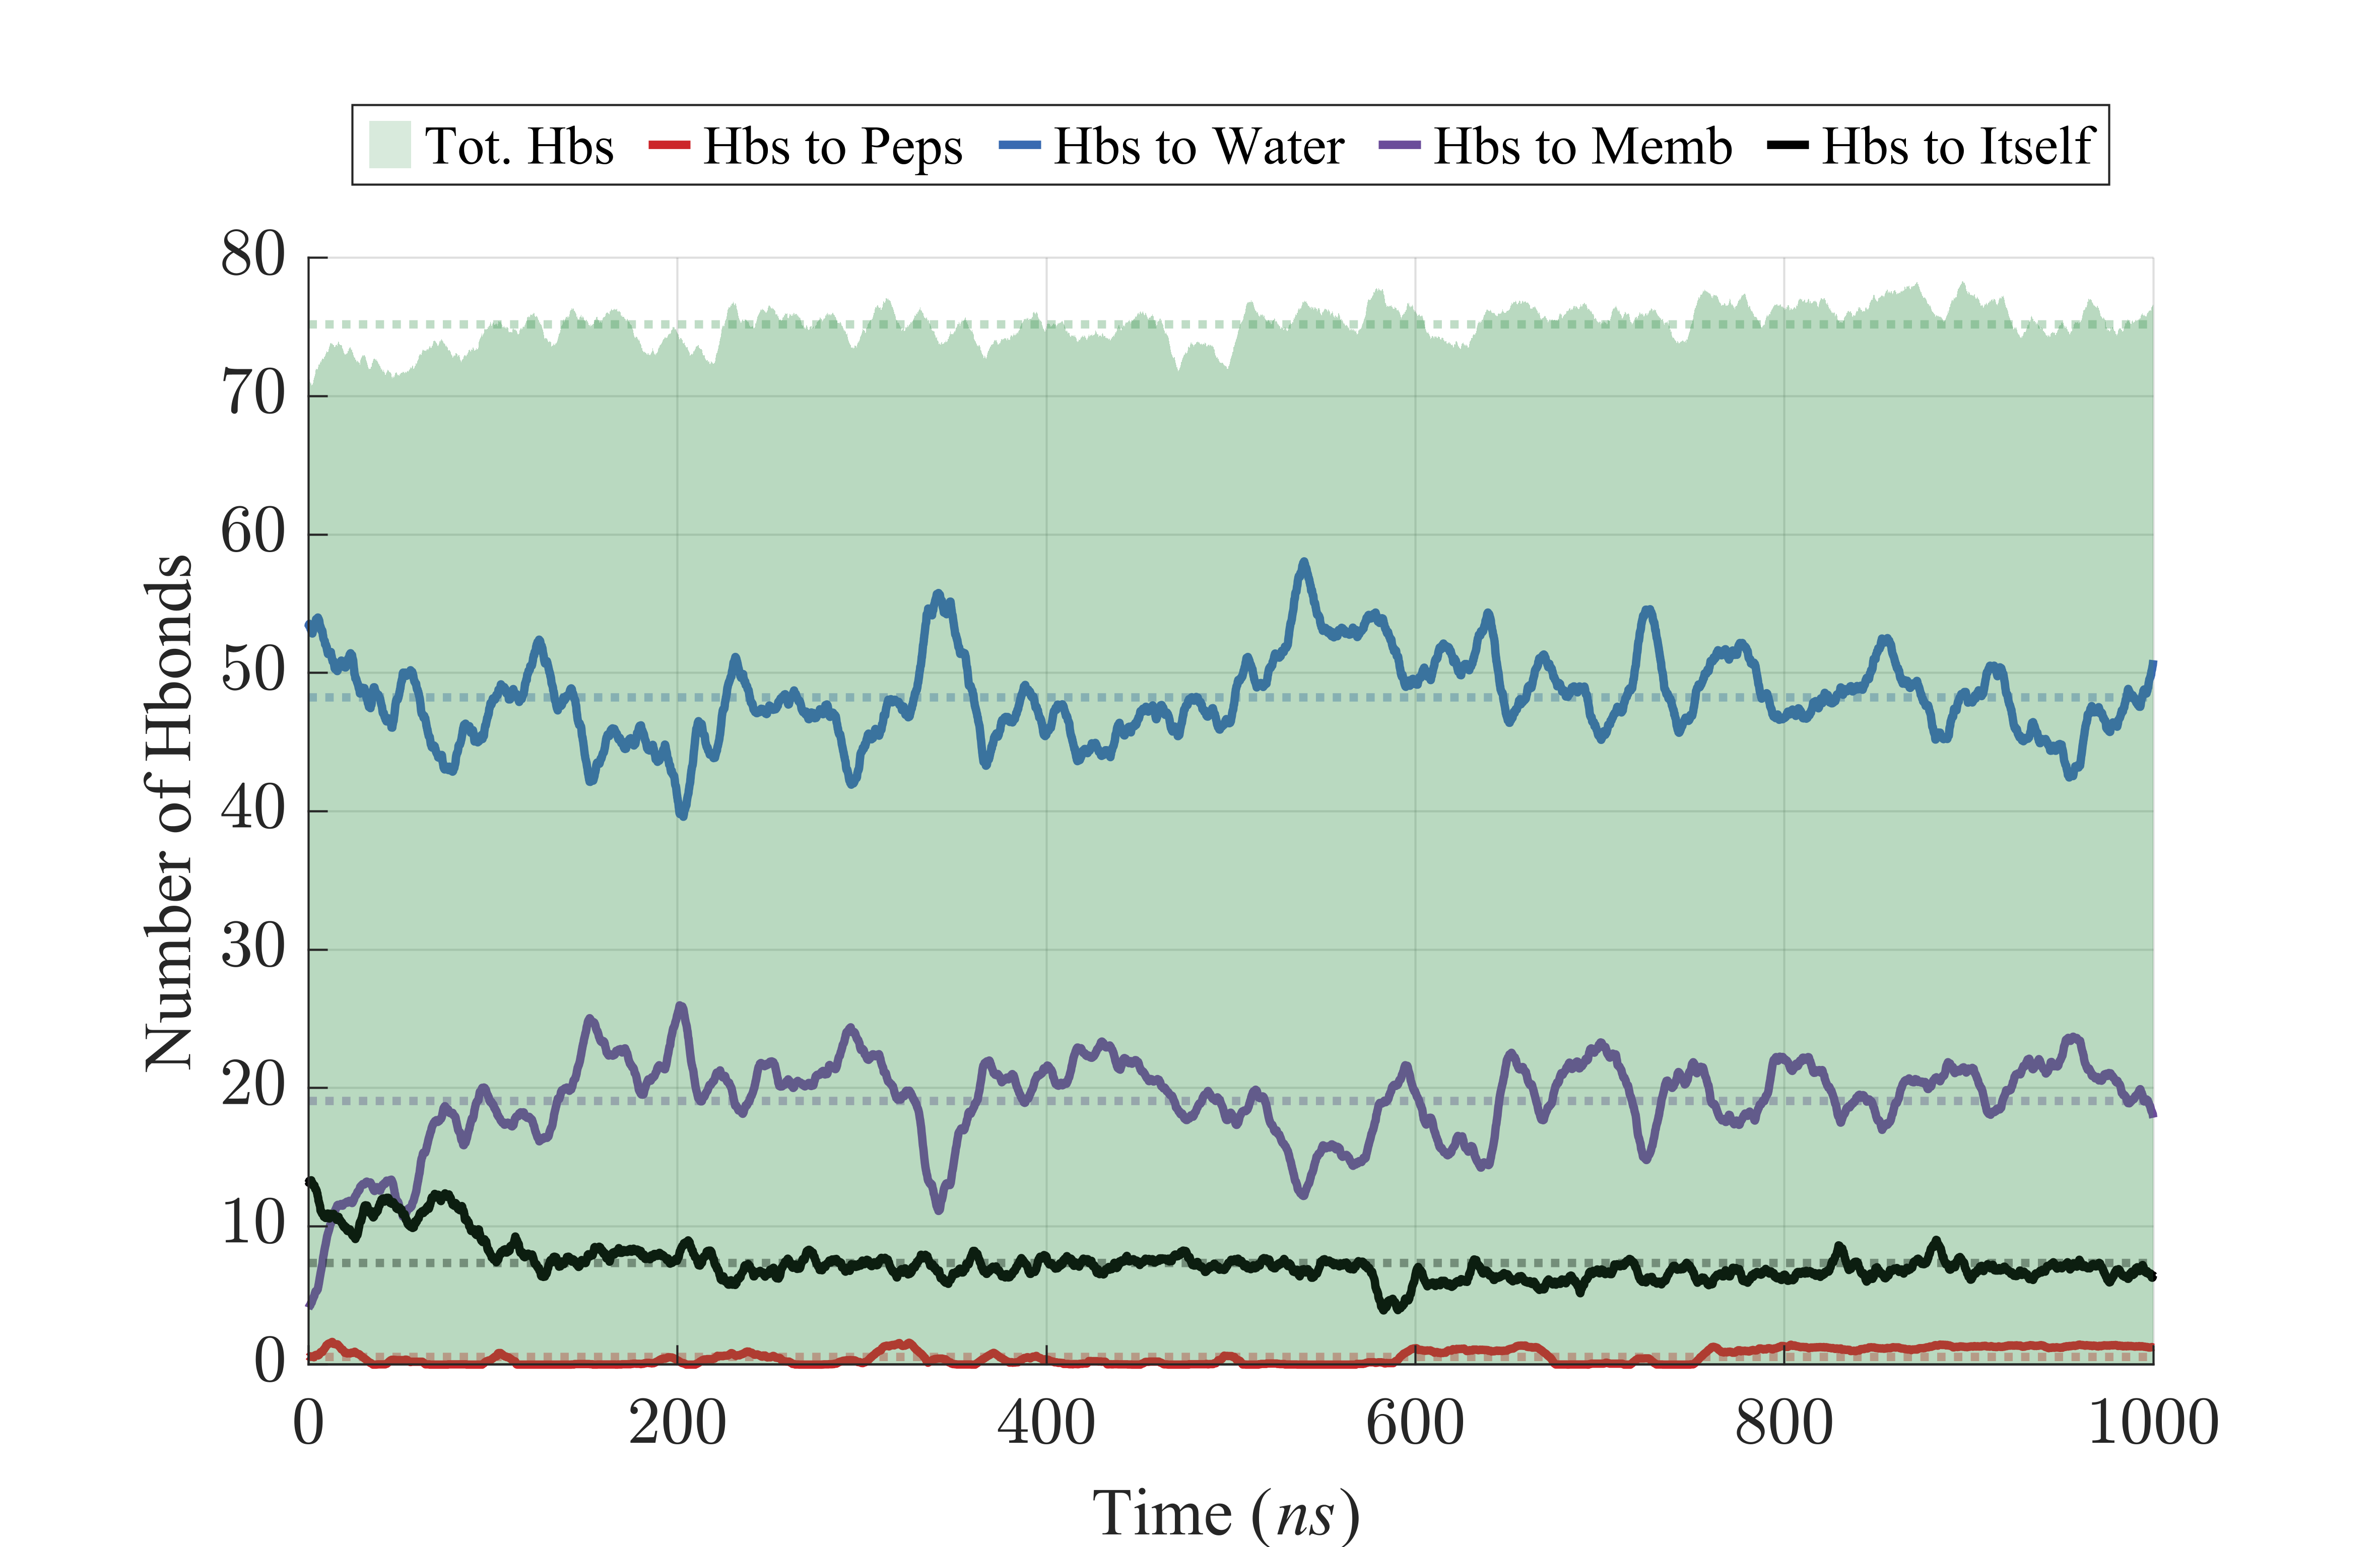 Tot. Hbs Hbs to Peps Hbs to Water Hbs to Memb Hbs to Itself
80
70
60
50
40
30
20
10
0
Number of Hbonds
0 200 400 600 800 1000
Time (ns)